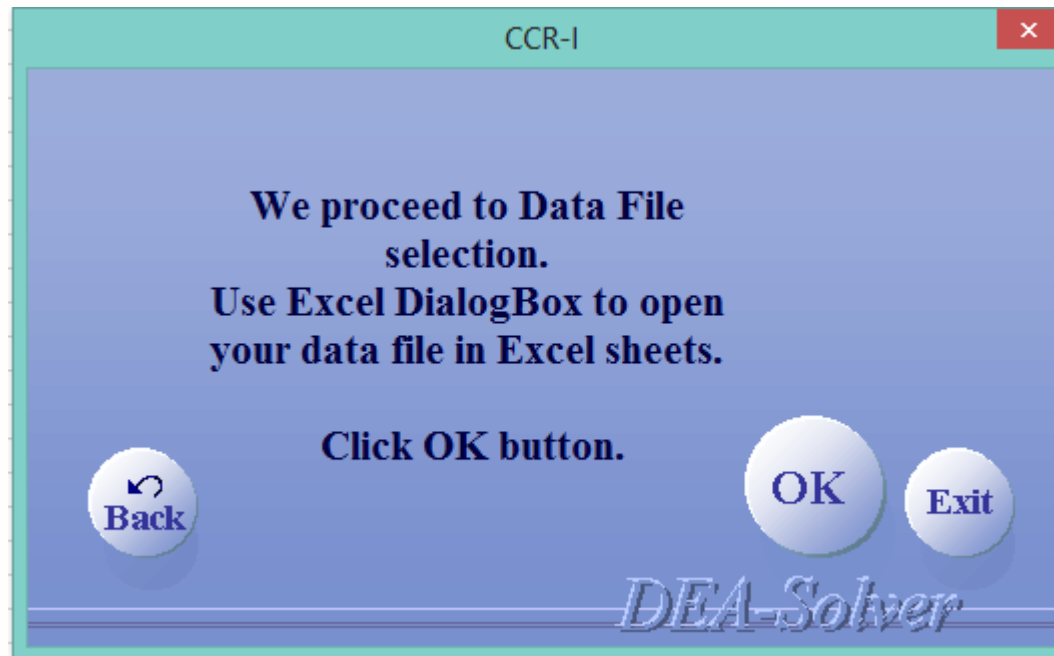 CCR-I
We proceed to Data File
selection.
Use Excel DialogBox to open
your data file in Excel sheets.
Click OK button.
Back
OK
Exit
DEA-Solver